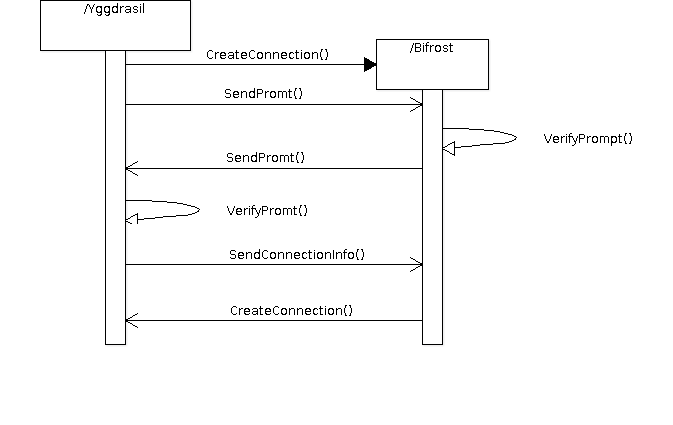 /Yggdrasil
/Bifrost
CreateConnection()
SendPromt()
VerifyPrompt()
SendPromt()
VerifyPromt()
SendConnectionInfo()
CreateConnection()